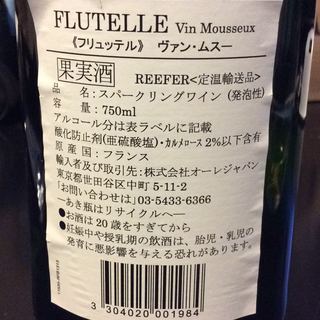 FLUTELLE Vin Mousseux
《フリュッテル》 ヴァン・ムスー
果実酒 REEFER<定温輸送品>
品名:スパークリングワイン (発泡性)
容量:750ml
アルコール分は表ラベルに記載
酸化防止剤(亜硫酸塩)・カルメロース2%以下含有
原産国:フランス
輸入者及び引取先:株式会社オーレジャパン
東京都世田谷区中町5-11-2
「お問い合わせは」03-5433-6366
―あき瓶はリサイクルへ―
●お酒は20歳をすぎてから
●妊娠中や授乳期の飲酒は、胎児・乳児の
発育に悪影響を与える恐れがあります。
3 304020 001984